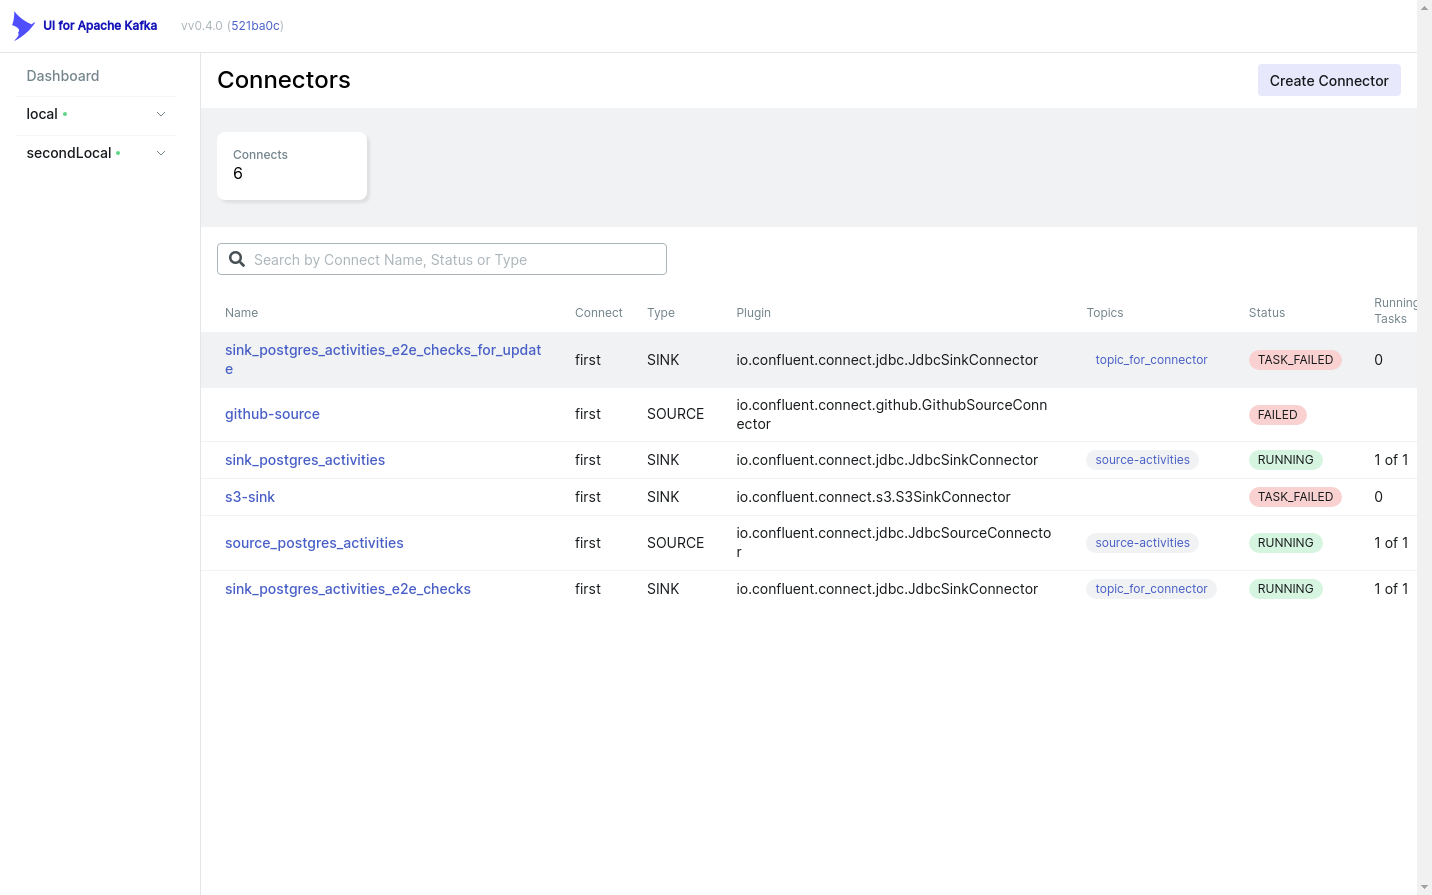 UI for Apache Kafka vv0.4.0 (521ba0c)
Dashboard
local
secondLocal
Connectors
Create Connector
Connects
6
Search by Connect Name, Status or Type
Name Connect Type Plugin Topics Status Running
Tasks
sink_postgres_activities_e2e_checks_for_updat
e
first SINK io.confluent.connect.jdbc.JdbcSinkConnector topic_for_connector TASK_FAILED 0
github-source first SOURCE io.confluent.connect.github.GithubSourceConn
ector
FAILED
sink_postgres_activities first SINK io.confluent.connect.jdbc.JdbcSinkConnector source-activities RUNNING 1 of 1
s3-sink first SINK io.confluent.connect.s3.S3SinkConnector TASK_FAILED 0
source_postgres_activities first SOURCE io.confluent.connect.jdbc.JdbcSourceConnecto
r
source-activities RUNNING 1 of 1
sink_postgres_activities_e2e_checks first SINK io.confluent.connect.jdbc.JdbcSinkConnector topic_for_connector RUNNING 1 of 1